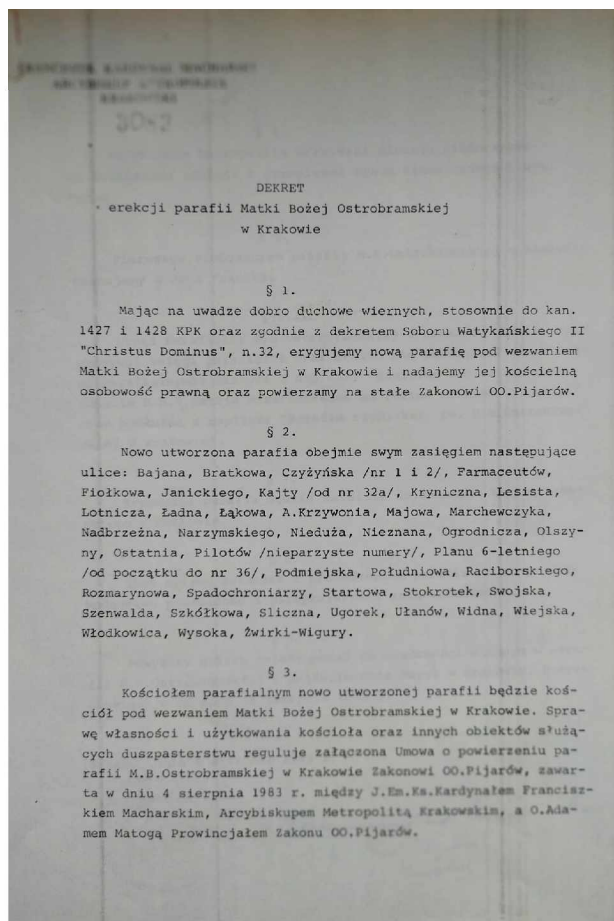 DEKRET
erekcji parafii Matki Bożej Ostrobramskiej
w Krakowie
§ 1.
Mając na uwadze dobro duchowe wiernych, stosownie do kan.
1427 i 1428 KPK oraz zgodnie z dekretem Soboru Watykańskiego II
"Christus Dominus", n.32, erygujemy nową parafię pod wezwaniem
Matki Bożej Ostrobramskiej w Krakowie i nadajemy jej kościelną
osobowość prawną oraz powierzamy na stałe Zakonowi OO.Pijarów.
§ 2.
Nowo utworzona parafia obejmie swym zasięgiem następujące
ulice: Bajana, Bratkowa, Czyżyńska /nr 1 i 2/, Farmaceutów,
Fiołkowa, Janickiego, Kajty /od nr 32a/, Kryniczna, Lesista,
Lotnicza, Ładna, Łąkowa, A.Krzywonia, Majowa, Marchewczyka,
Nadbrzeżna, Narzymskiego, Nieduża, Nieznana, Ogrodnicza, Olszy-
ny, Ostatnia, Pilotów /nieparzyste numery/, Planu 6-letniego
/od początku do nr 36/, Podmiejska, Południowa, Raciborskiego,
Rozmarynowa, Spadochroniarzy, Startowa, Stokrotek, Swojska,
Szenwalda, Szkółkowa, Sliczna, Ugorek, Ułanów, Widna, Wiejska,
Włodkowica, Wysoka, Żwirki-Wigury.
§ 3.
Kościołem parafialnym nowo utworzonej parafii będzie koś-
ciół pod wezwaniem Matki Bożej Ostrobramskiej w Krakowie. Spra-
wę własności i użytkowania kościoła oraz innych obiektów służą-
cych duszpasterstwu reguluje załączona Umowa o powierzeniu pa-
rafii M.B.Ostrobramskiej w Krakowie Zakonowi OO.Pijarów, zawar-
ta w dniu 4 sierpnia 1983 r. między J.Em.Ks.Kardynałem Francisz-
kiem Macharskim, Arcybiskupem Metropolitą Krakowskim, a O.Ada-
mem Matogą Prowincjałem Zakonu OO.Pijarów.